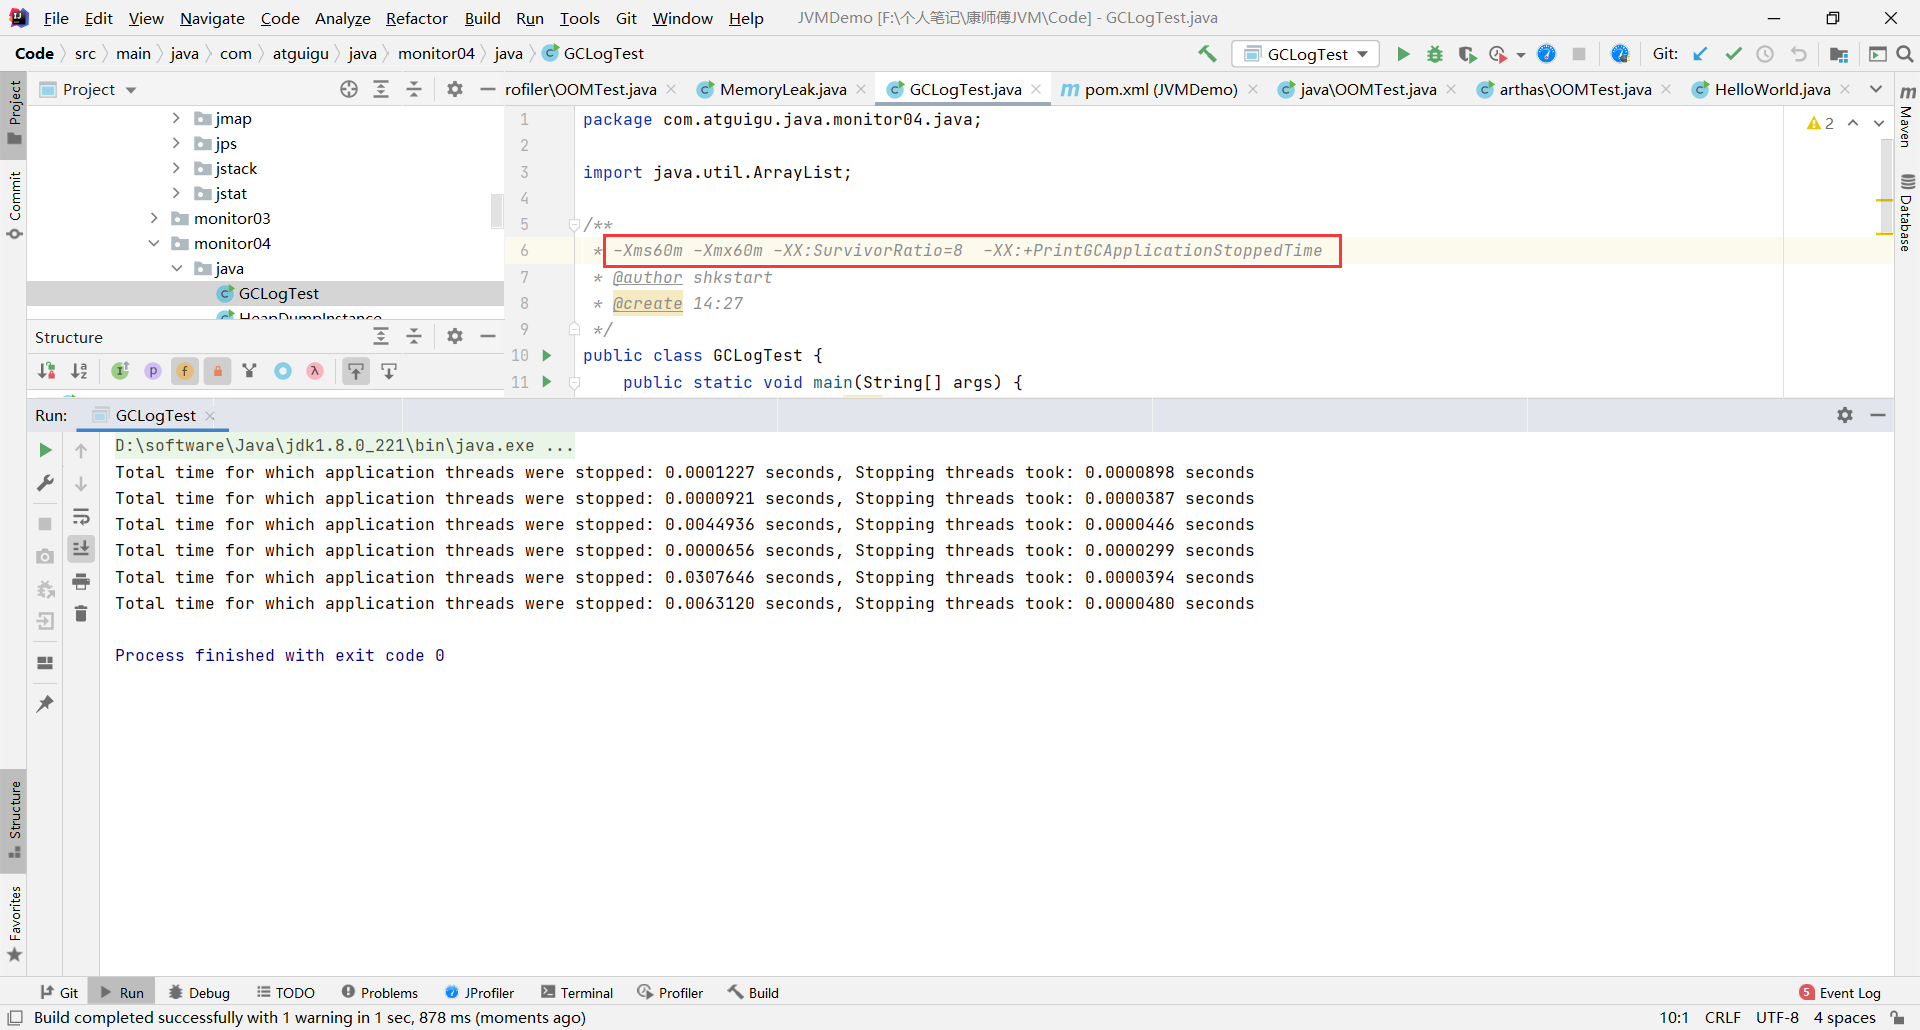 File Edit View Navigate Code Analyze Refactor Build Run Tools Git Window Help JVMDemo [F:\个人笔记\康师傅JVM\Code] - GCLogTest.java
Code src main java com atguigu java monitor04 java GCLogTest GCLogTest Git:
Project rofiler\OOMTest.java MemoryLeak.java GCLogTest.java pom.xml (JVMDemo) java\OOMTest.java arthas\OOMTest.java HelloWorld.java
Project
Commit
Structure
Favorites
Maven
Database
jmap
jps
jstack
jstat
monitor03
monitor04
java
GCLogTest
HeapDumpInstance
Structure
2
1 package com.atguigu.java.monitor04.java;
2
3 import java.util.ArrayList;
4
5 /**
6 * -Xms60m -Xmx60m -XX:SurvivorRatio=8  -XX:+PrintGCApplicationStoppedTime
7 * @author shkstart
8 * @create 14:27
9 */
10 public class GCLogTest {
11 public static void main(String[] args) {
Run: GCLogTest
D:\software\Java\jdk1.8.0_221\bin\java.exe ...
Total time for which application threads were stopped: 0.0001227 seconds, Stopping threads took: 0.0000898 seconds
Total time for which application threads were stopped: 0.0000921 seconds, Stopping threads took: 0.0000387 seconds
Total time for which application threads were stopped: 0.0044936 seconds, Stopping threads took: 0.0000446 seconds
Total time for which application threads were stopped: 0.0000656 seconds, Stopping threads took: 0.0000299 seconds
Total time for which application threads were stopped: 0.0307646 seconds, Stopping threads took: 0.0000394 seconds
Total time for which application threads were stopped: 0.0063120 seconds, Stopping threads took: 0.0000480 seconds
Process finished with exit code 0
Git Run Debug TODO Problems JProfiler Terminal Profiler Build 5 Event Log
Build completed successfully with 1 warning in 1 sec, 878 ms (moments ago) 10:1 CRLF UTF-8 4 spaces